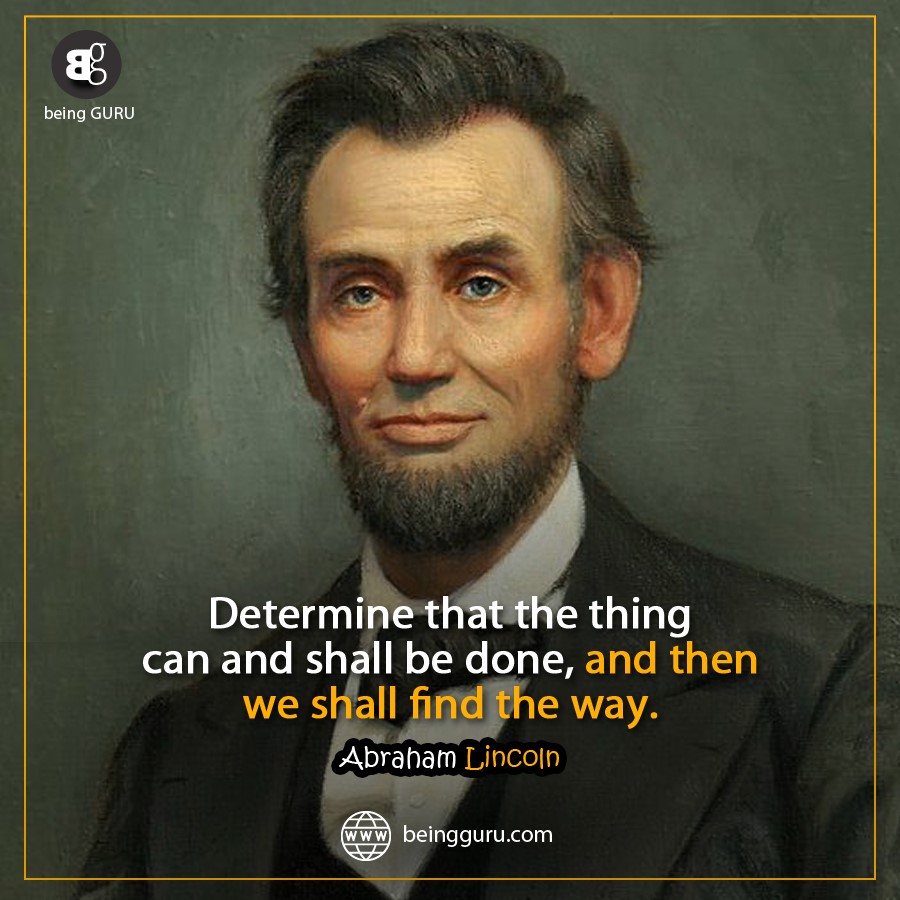 Bg
being GURU
Determine that the thing
can and shall be done, and then
we shall find the way.
Abraham Lincoln
www
beingguru.com